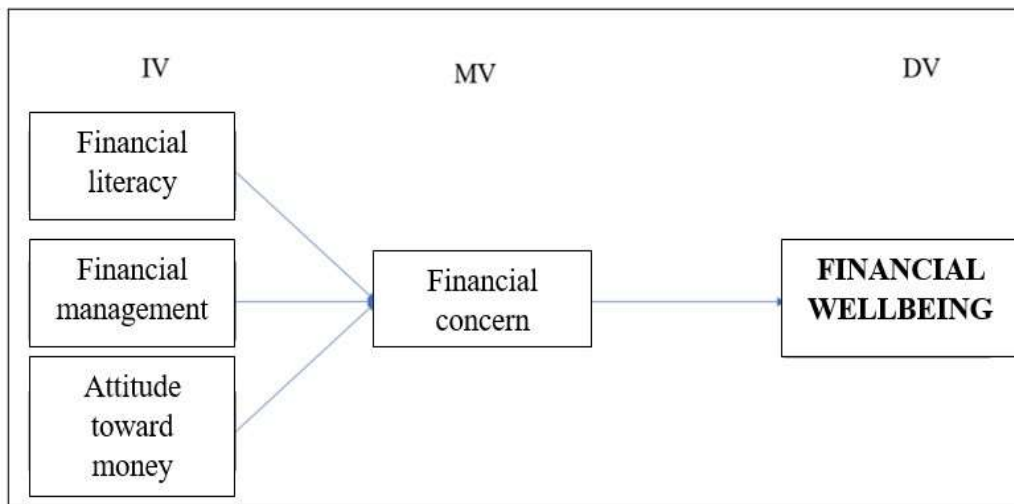 IV
MV
DV
Financial
literacy
Financial
management
Attitude
toward
money
Financial
concern
FINANCIAL
WELLBEING